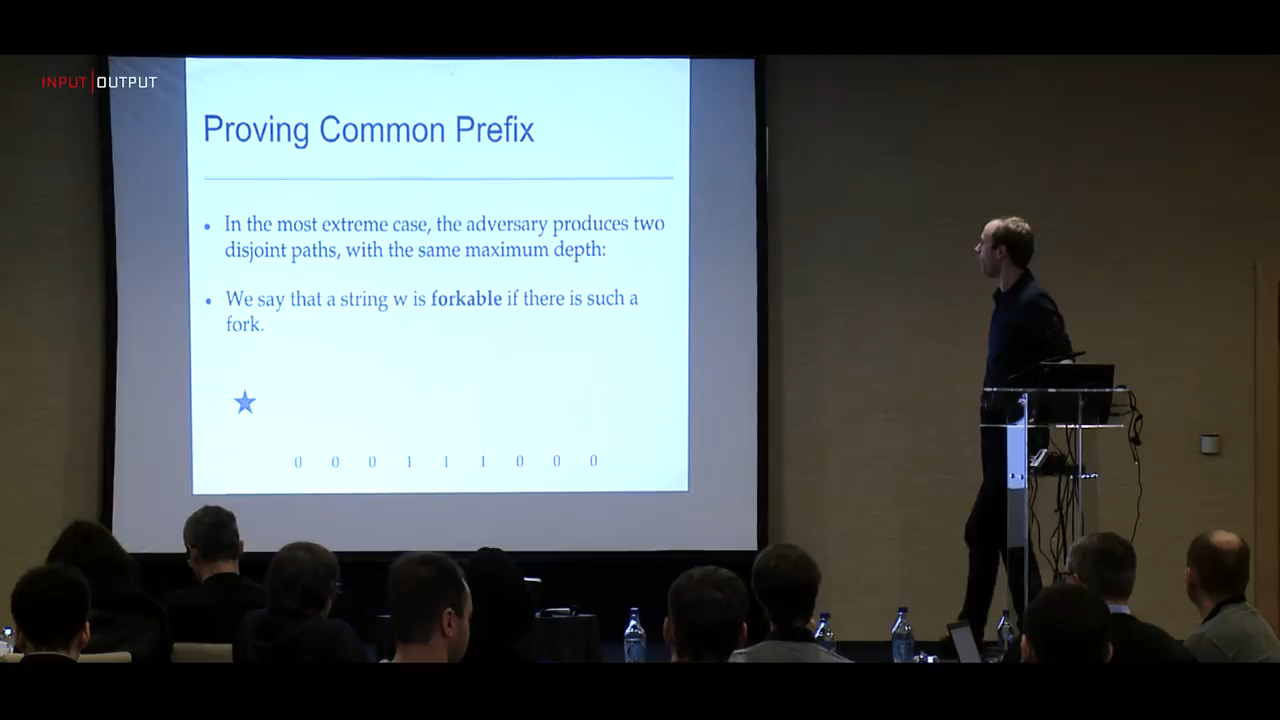 INPUT|OUTPUT
Proving Common Prefix
• In the most extreme case, the adversary produces two
disjoint paths, with the same maximum depth:
• We say that a string w is forkable if there is such a
fork.
0 0 0 1 1 1 0 0 0